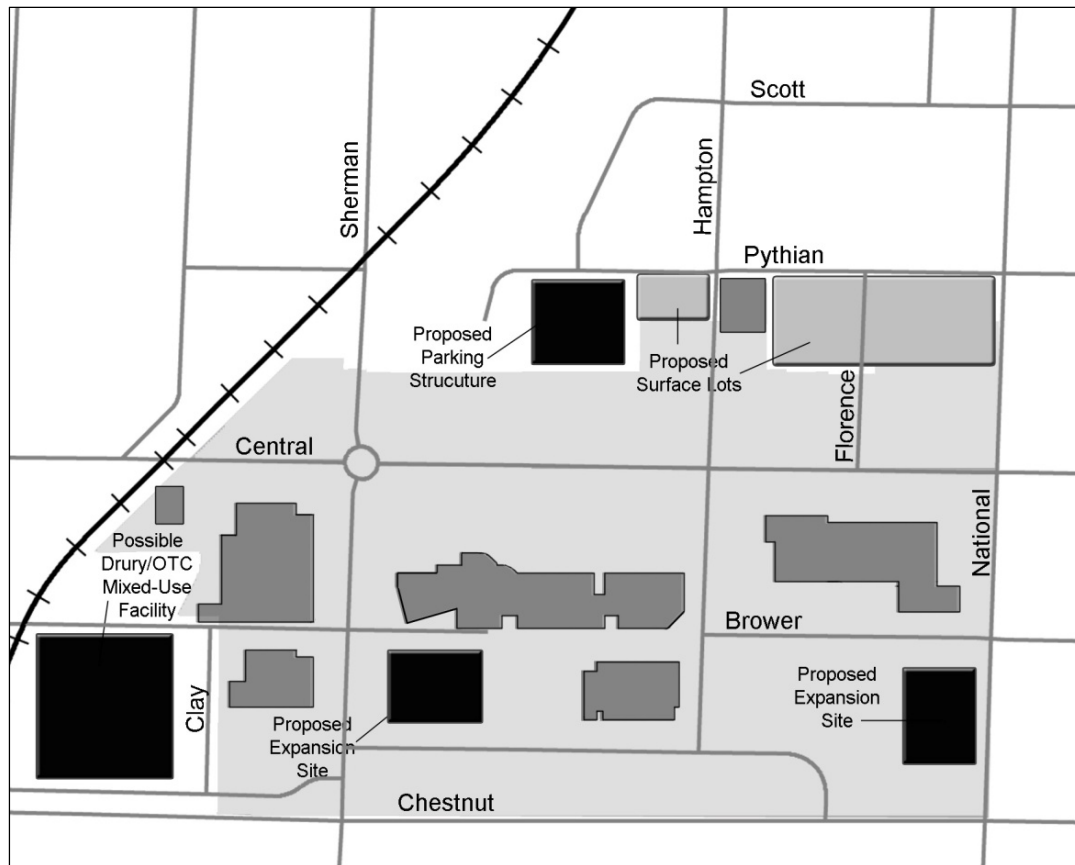 Scott
Sherman
Hampton
Pythian
Proposed
Parking
Strucuture
Proposed
Surface Lots
Florence
Central
National
Possible
Drury/OTC
Mixed-Use
Facility
Brower
Clay
Proposed
Expansion
Site
Proposed
Expansion
Site
Chestnut